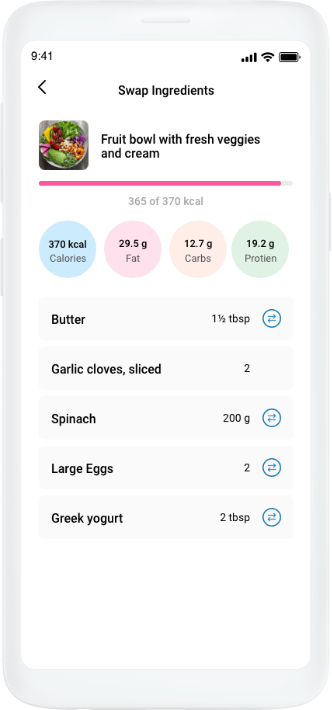 9:41
Swap Ingredients
Fruit bowl with fresh veggies
and cream
365 of 370 kcal
370 kcal 29.5 g 12.7 g 19.2 g
Calories Fat Carbs Protien
Butter 1½ tbsp
Garlic cloves, sliced 2
Spinach 200 g
Large Eggs 2
Greek yogurt 2 tbsp